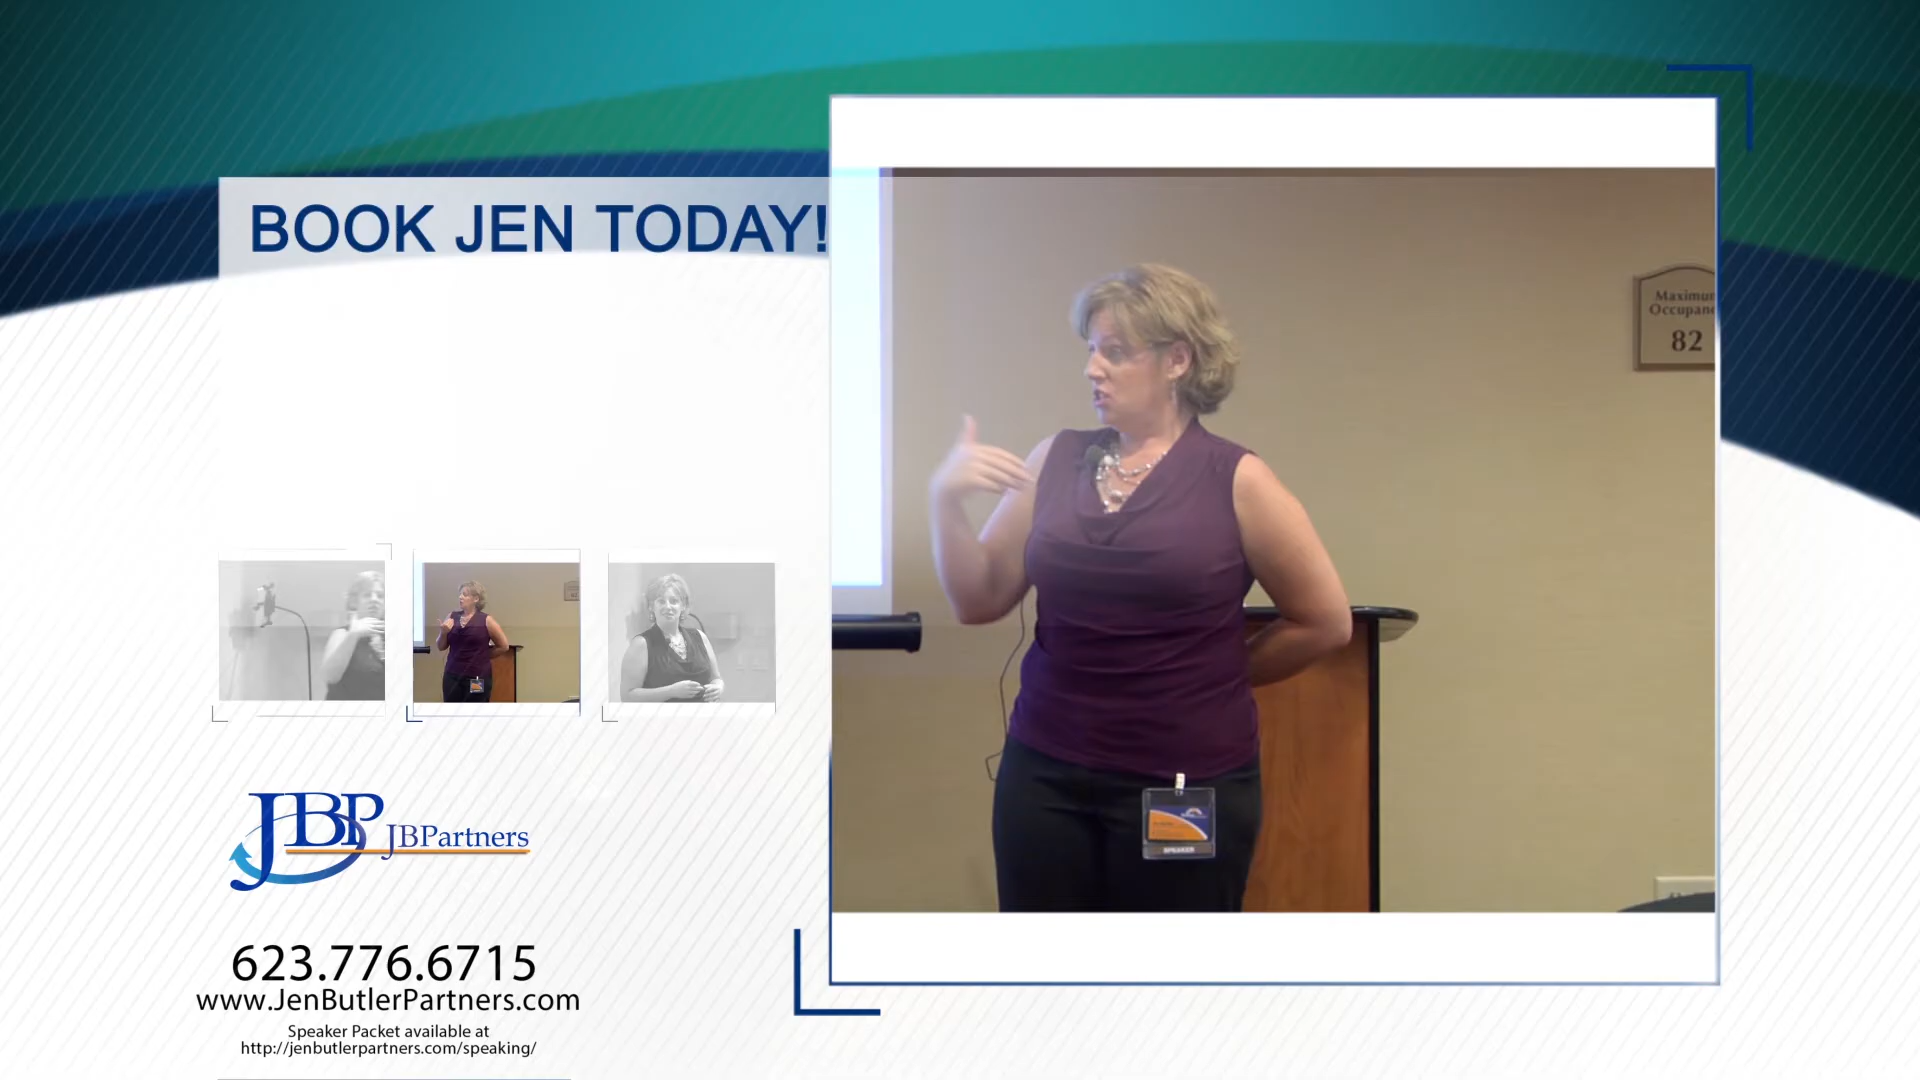 BOOK JEN TODAY!
Maximu
Occupan
82
SPEAKER
JBP JBPartners
623.776.6715
www.JenButlerPartners.com
Speaker Packet available at
http://jenbutlerpartners.com/speaking/